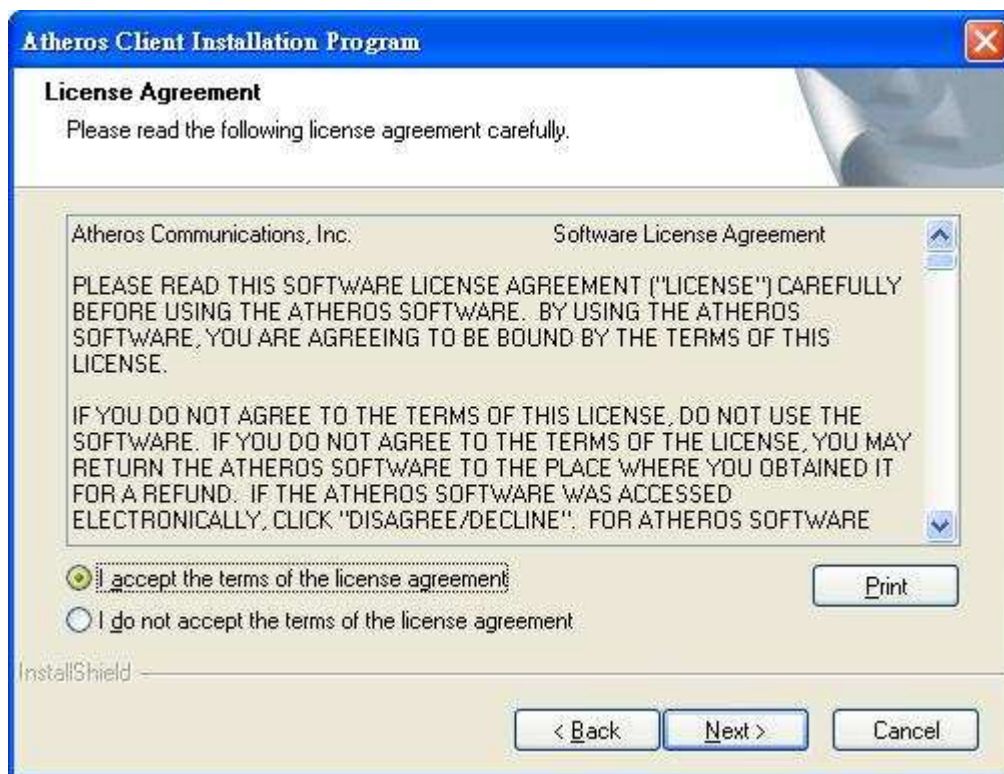 Atheros Client Installation Program
License Agreement
Please read the following license agreement carefully.
Atheros Communications, Inc. Software License Agreement
PLEASE READ THIS SOFTWARE LICENSE AGREEMENT ("LICENSE") CAREFULLY
BEFORE USING THE ATHEROS SOFTWARE. BY USING THE ATHEROS
SOFTWARE, YOU ARE AGREEING TO BE BOUND BY THE TERMS OF THIS
LICENSE.
IF YOU DO NOT AGREE TO THE TERMS OF THIS LICENSE, DO NOT USE THE
SOFTWARE. IF YOU DO NOT AGREE TO THE TERMS OF THE LICENSE, YOU MAY
RETURN THE ATHEROS SOFTWARE TO THE PLACE WHERE YOU OBTAINED IT
FOR A REFUND. IF THE ATHEROS SOFTWARE WAS ACCESSED
ELECTRONICALLY, CLICK "DISAGREE/DECLINE". FOR ATHEROS SOFTWARE
I accept the terms of the license agreement
Print
I do not accept the terms of the license agreement
InstallShield
< Back Next > Cancel